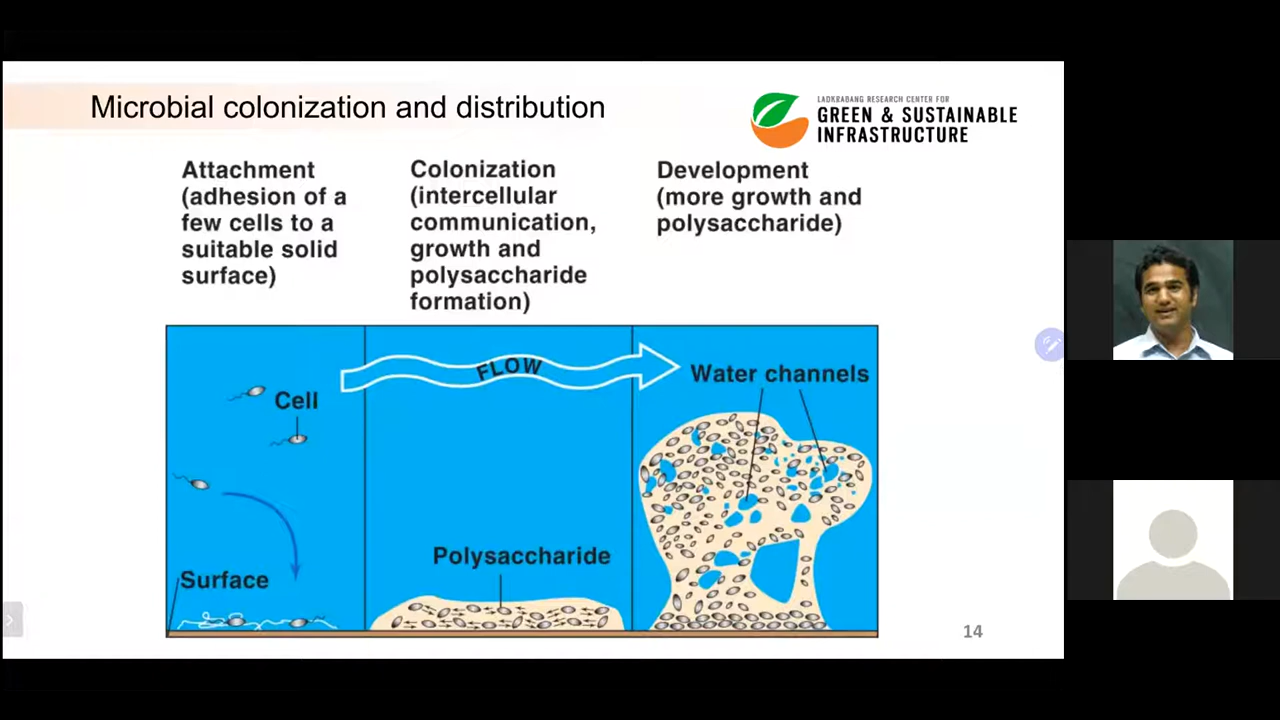 Microbial colonization and distribution
LADKRABANG RESEARCH CENTER FOR
GREEN & SUSTAINABLE
INFRASTRUCTURE
Attachment
(adhesion of a
few cells to a
suitable solid
surface)
Colonization
(intercellular
communication,
growth and
polysaccharide
formation)
Development
(more growth and
polysaccharide)
FLOW
Water channels
Cell
Polysaccharide
Surface
14